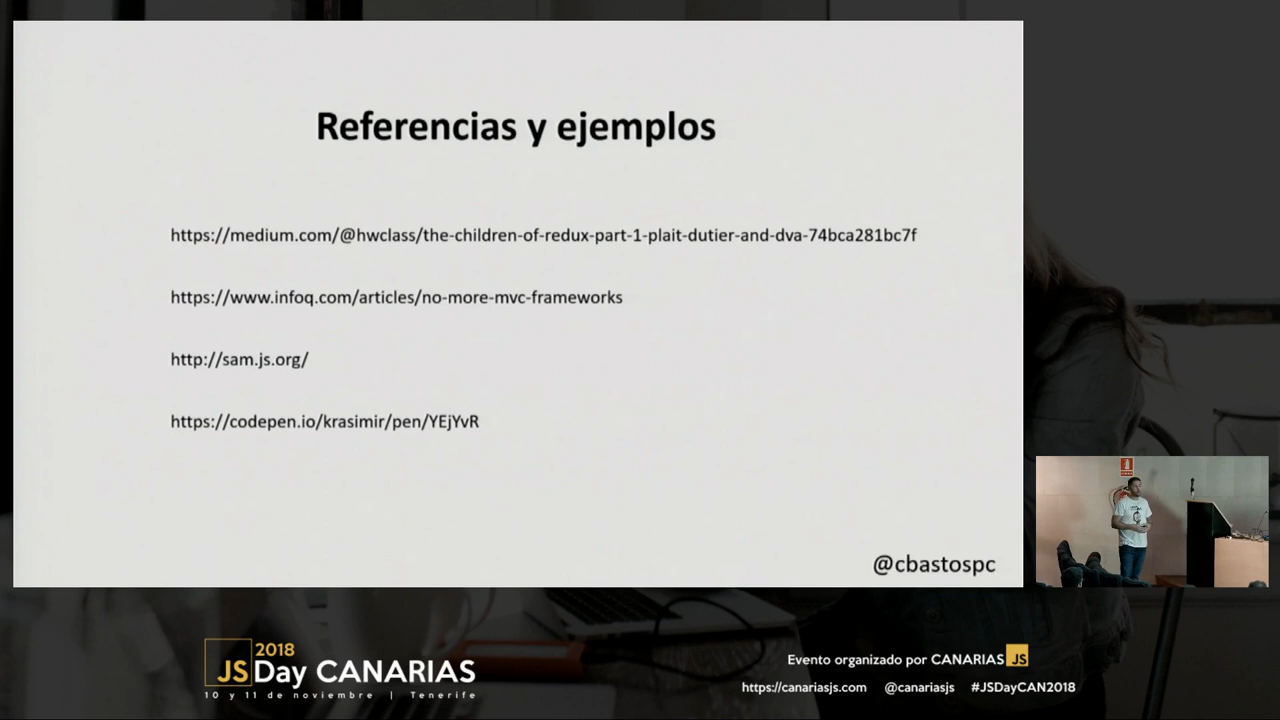 Referencias y ejemplos
https://medium.com/@hwclass/the-children-of-redux-part-1-plait-dutier-and-dva-74bca281bc7f
https://www.infoq.com/articles/no-more-mvc-frameworks
http://sam.js.org/
https://codepen.io/krasimir/pen/YEjYvR
@cbastospc
2018
JSDay CANARIAS
10 y 11 de noviembre | Tenerife
Evento organizado por CANARIAS JS
https://canariasjs.com @canariasjs #JSDayCAN2018